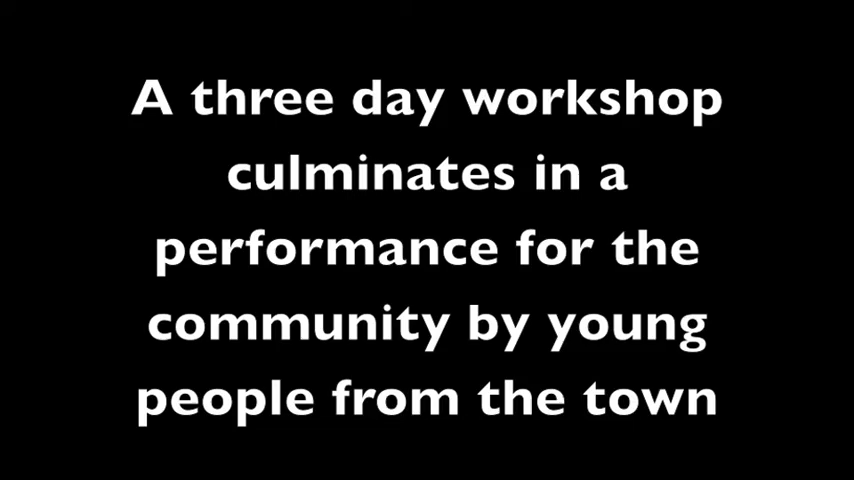 A three day workshop
culminates in a
performance for the
community by young
people from the town